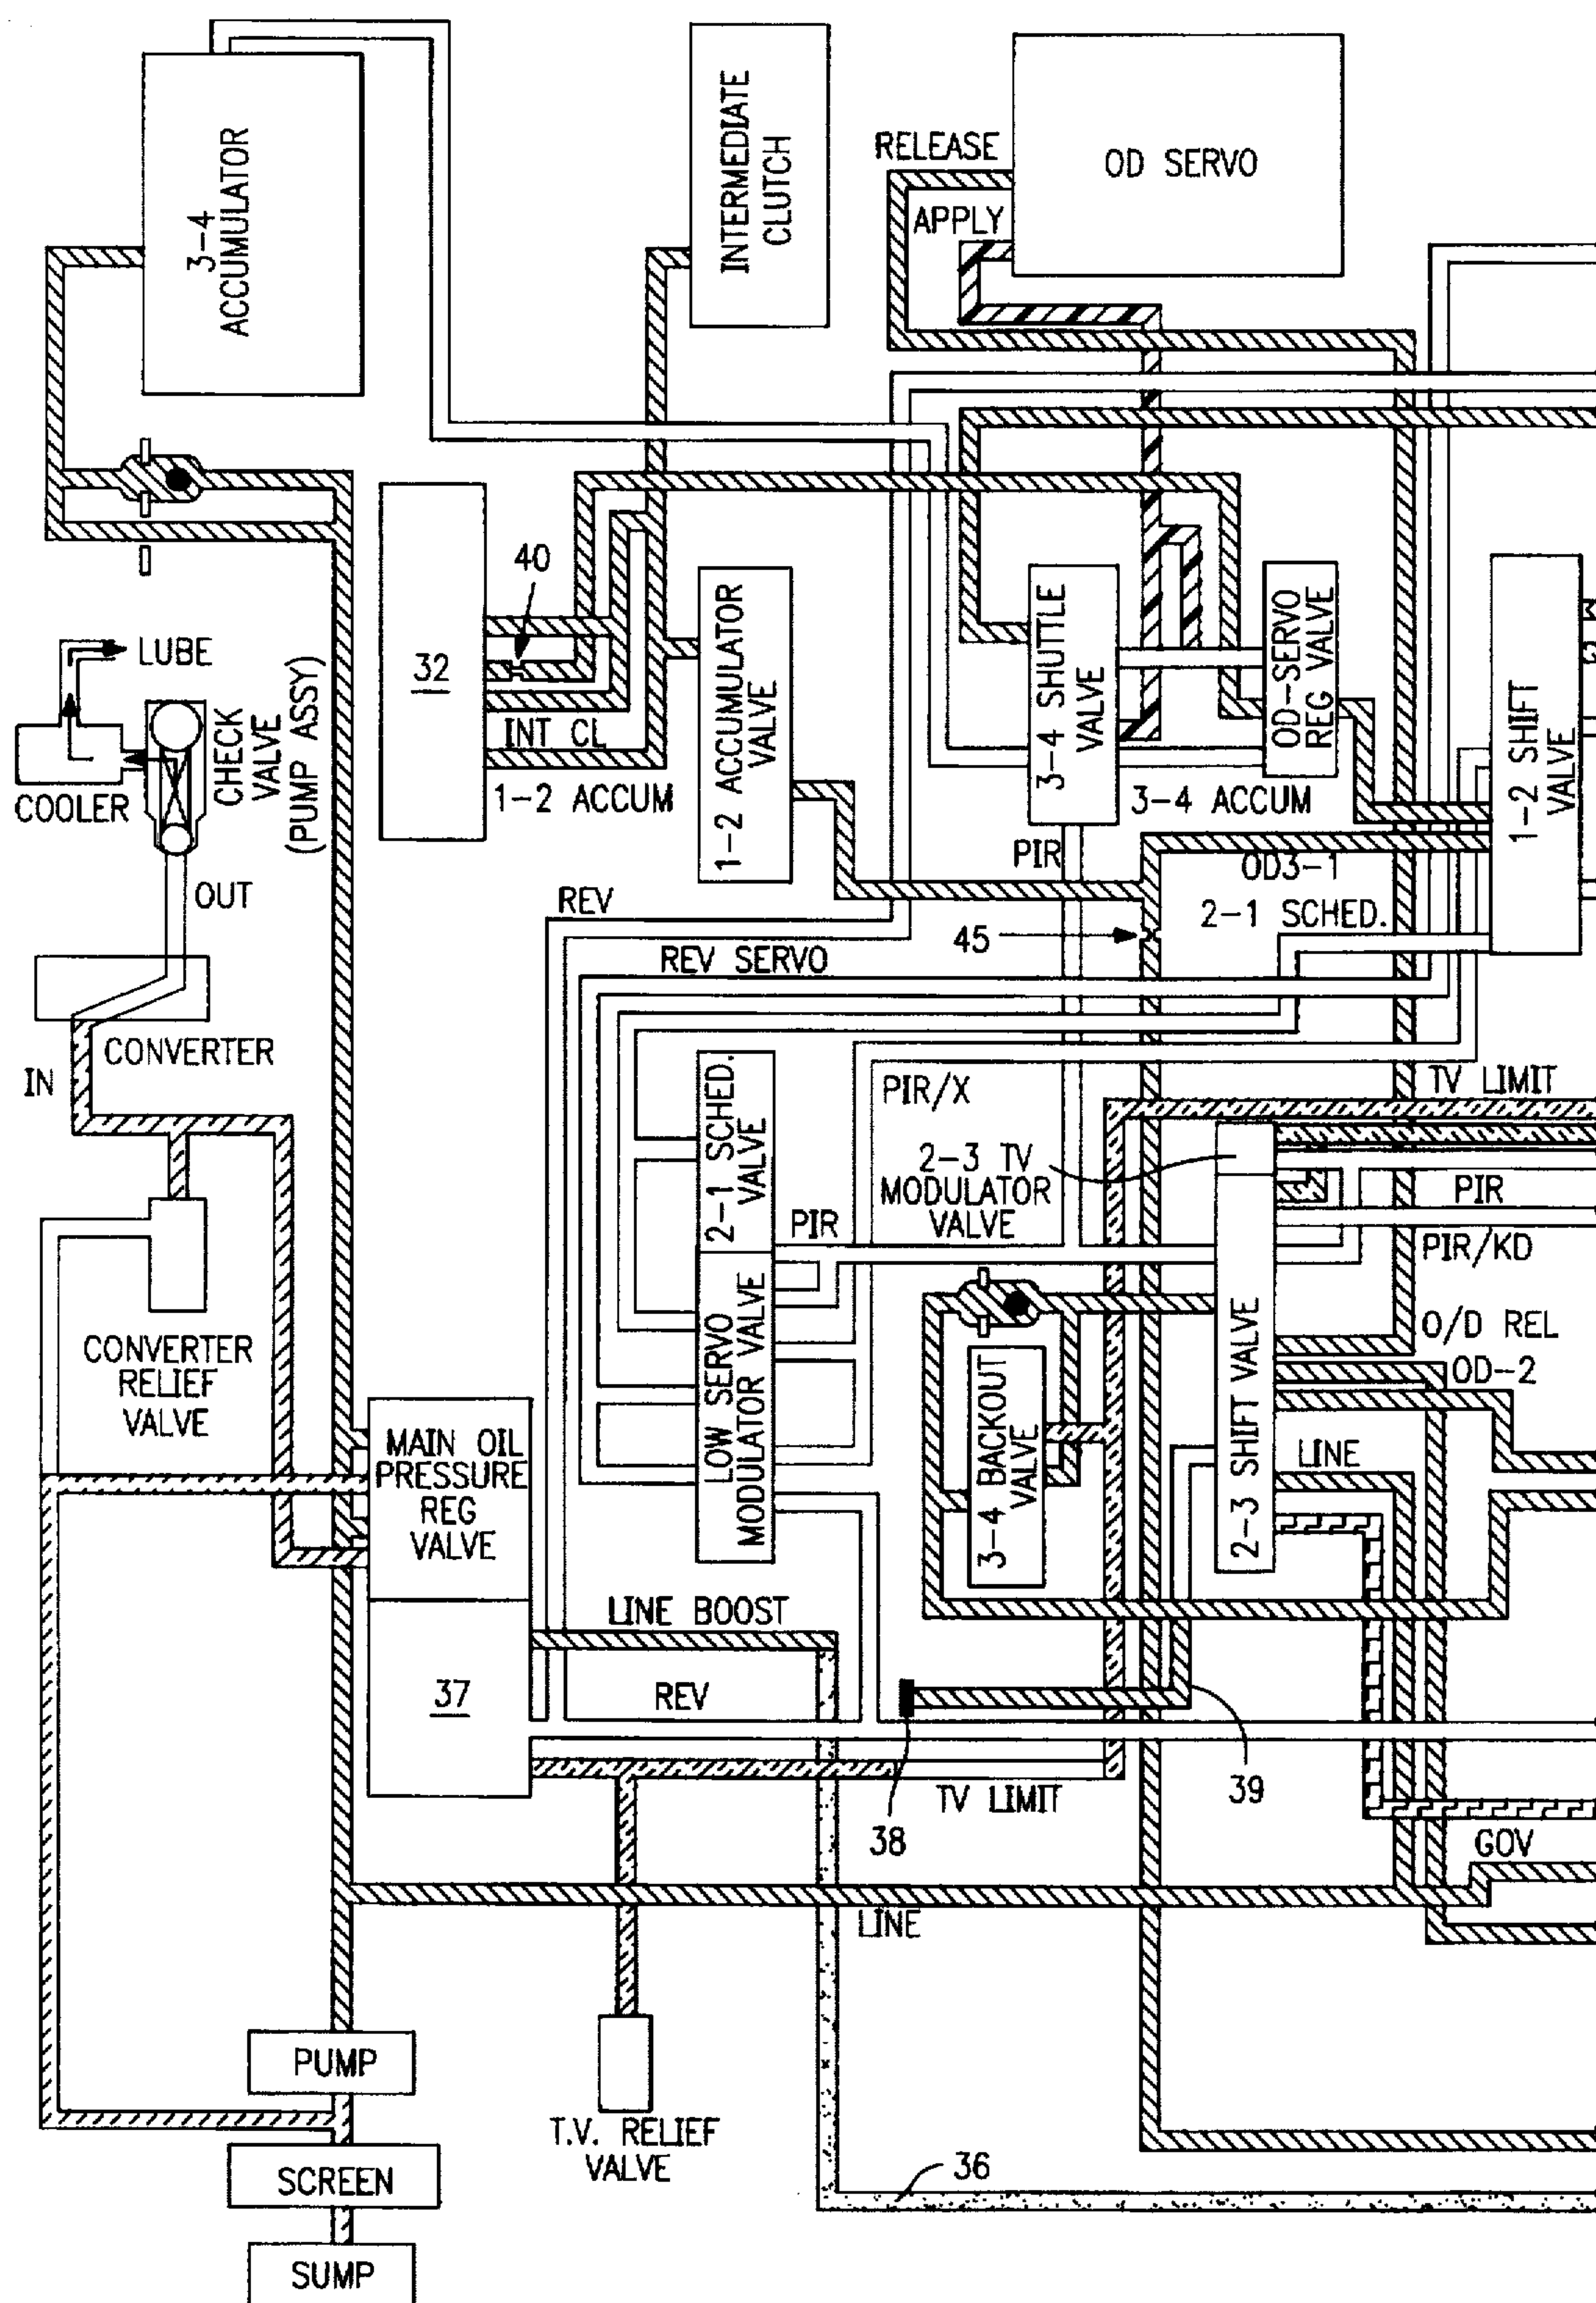 3-4
ACCUMULATOR
INTERMEDIATE
CLUTCH
RELEASE
APPLY
OD SERVO
40
LUBE
COOLER
CHECK
VALVE
(PUMP ASSY)
OUT
32
INT CL
1-2 ACCUM
1-2 ACCUMULATOR
VALVE
3-4 SHUTTLE
VALVE
OD-SERVO
REG VALVE
3-4 ACCUM
1-2 SHIFT
VALVE
PIR
OD3-1
2-1 SCHED.
REV
45
REV SERVO
CONVERTER
IN
PIR/X
TV LIMIT
2-1 SCHED.
VALVE
2-3 TV
MODULATOR
VALVE
PIR
PIR
PIR/KD
CONVERTER
RELIEF
VALVE
LOW SERVO
MODULATOR VALVE
3-4 BACKOUT
VALVE
2-3 SHIFT VALVE
O/D REL
OD-2
LINE
MAIN OIL
PRESSURE
REG
VALVE
LINE BOOST
37
REV
TV LIMIT
38
39
GOV
LINE
PUMP
T.V. RELIEF
VALVE
36
SCREEN
SUMP